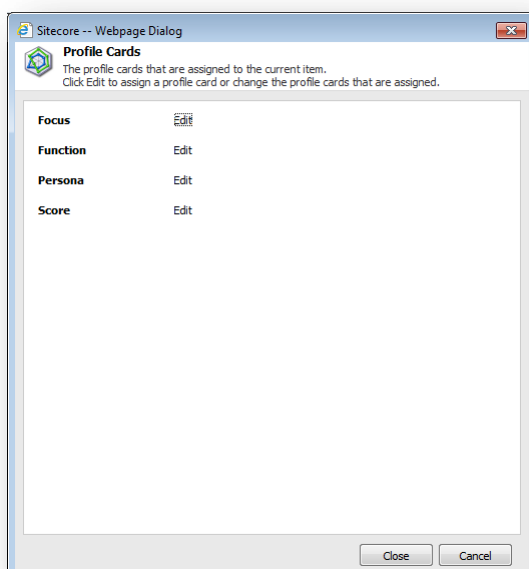 Sitecore -- Webpage Dialog
Profile Cards
The profile cards that are assigned to the current item.
Click Edit to assign a profile card or change the profile cards that are assigned.
Focus Edit
Function Edit
Persona Edit
Score Edit
Close Cancel